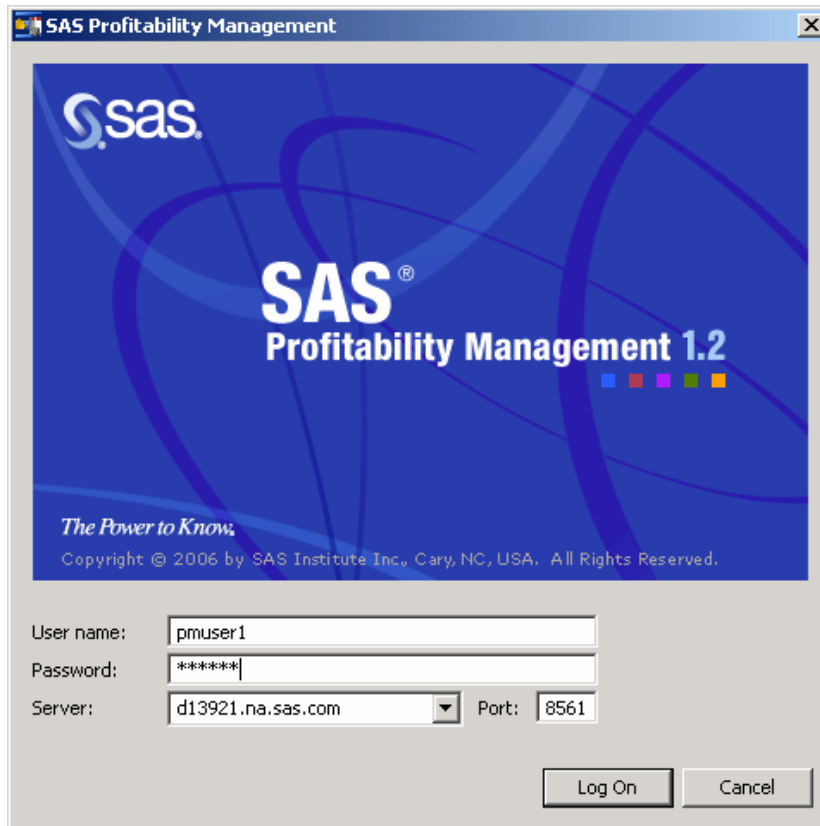 SAS Profitability Management
sas.
SAS®
Profitability Management 1.2
The Power to Know.
Copyright © 2006 by SAS Institute Inc., Cary, NC, USA. All Rights Reserved.
User name: pmuser1
Password: ******
Server: d13921.na.sas.com Port: 8561
Log On Cancel